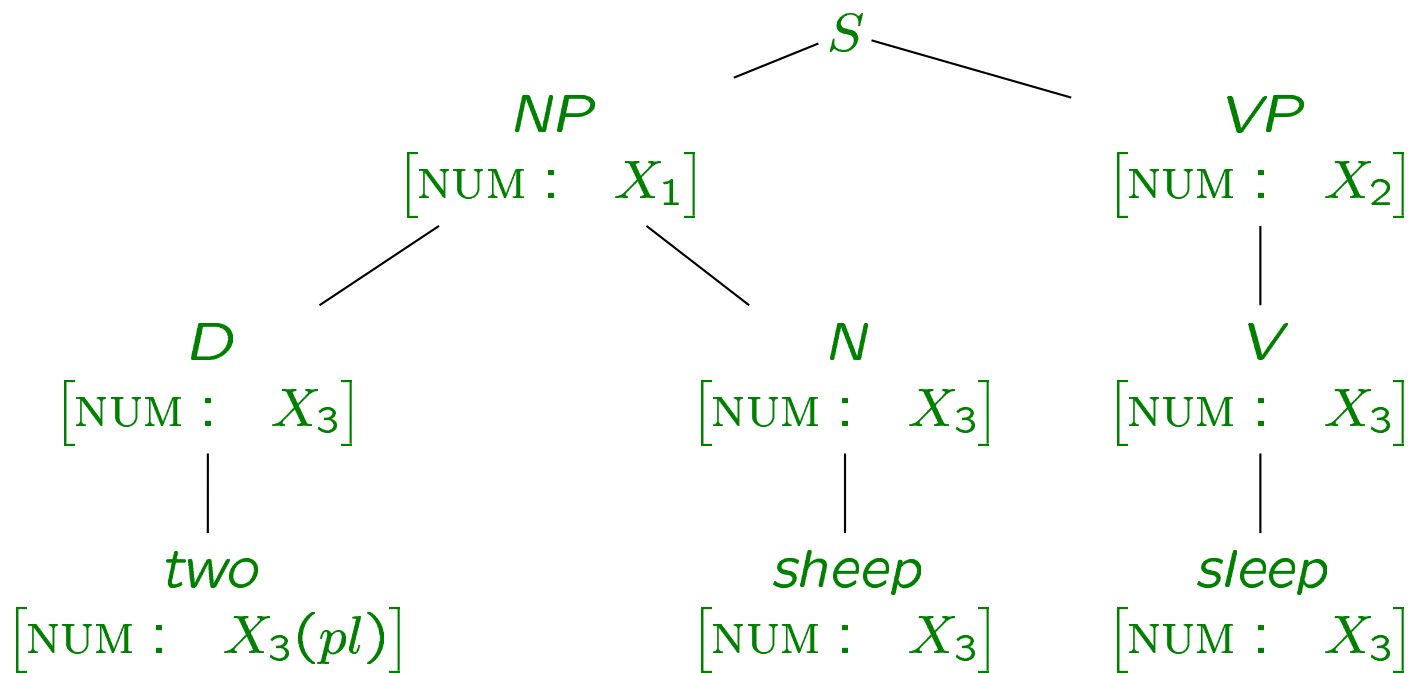 S
NP VP
[NUM : X₁] [NUM : X₂]
D N V
[NUM : X₃] [NUM : X₃] [NUM : X₃]
two sheep sleep
[NUM : X₃(pl)] [NUM : X₃] [NUM : X₃]